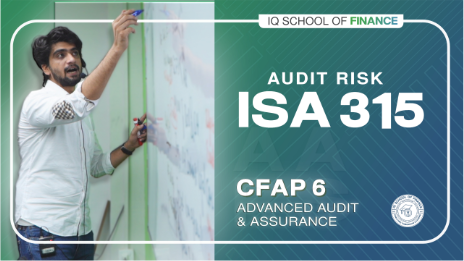 IQ SCHOOL OF FINANCE
AUDIT RISK
ISA 315
CFAP 6
ADVANCED AUDIT
& ASSURANCE